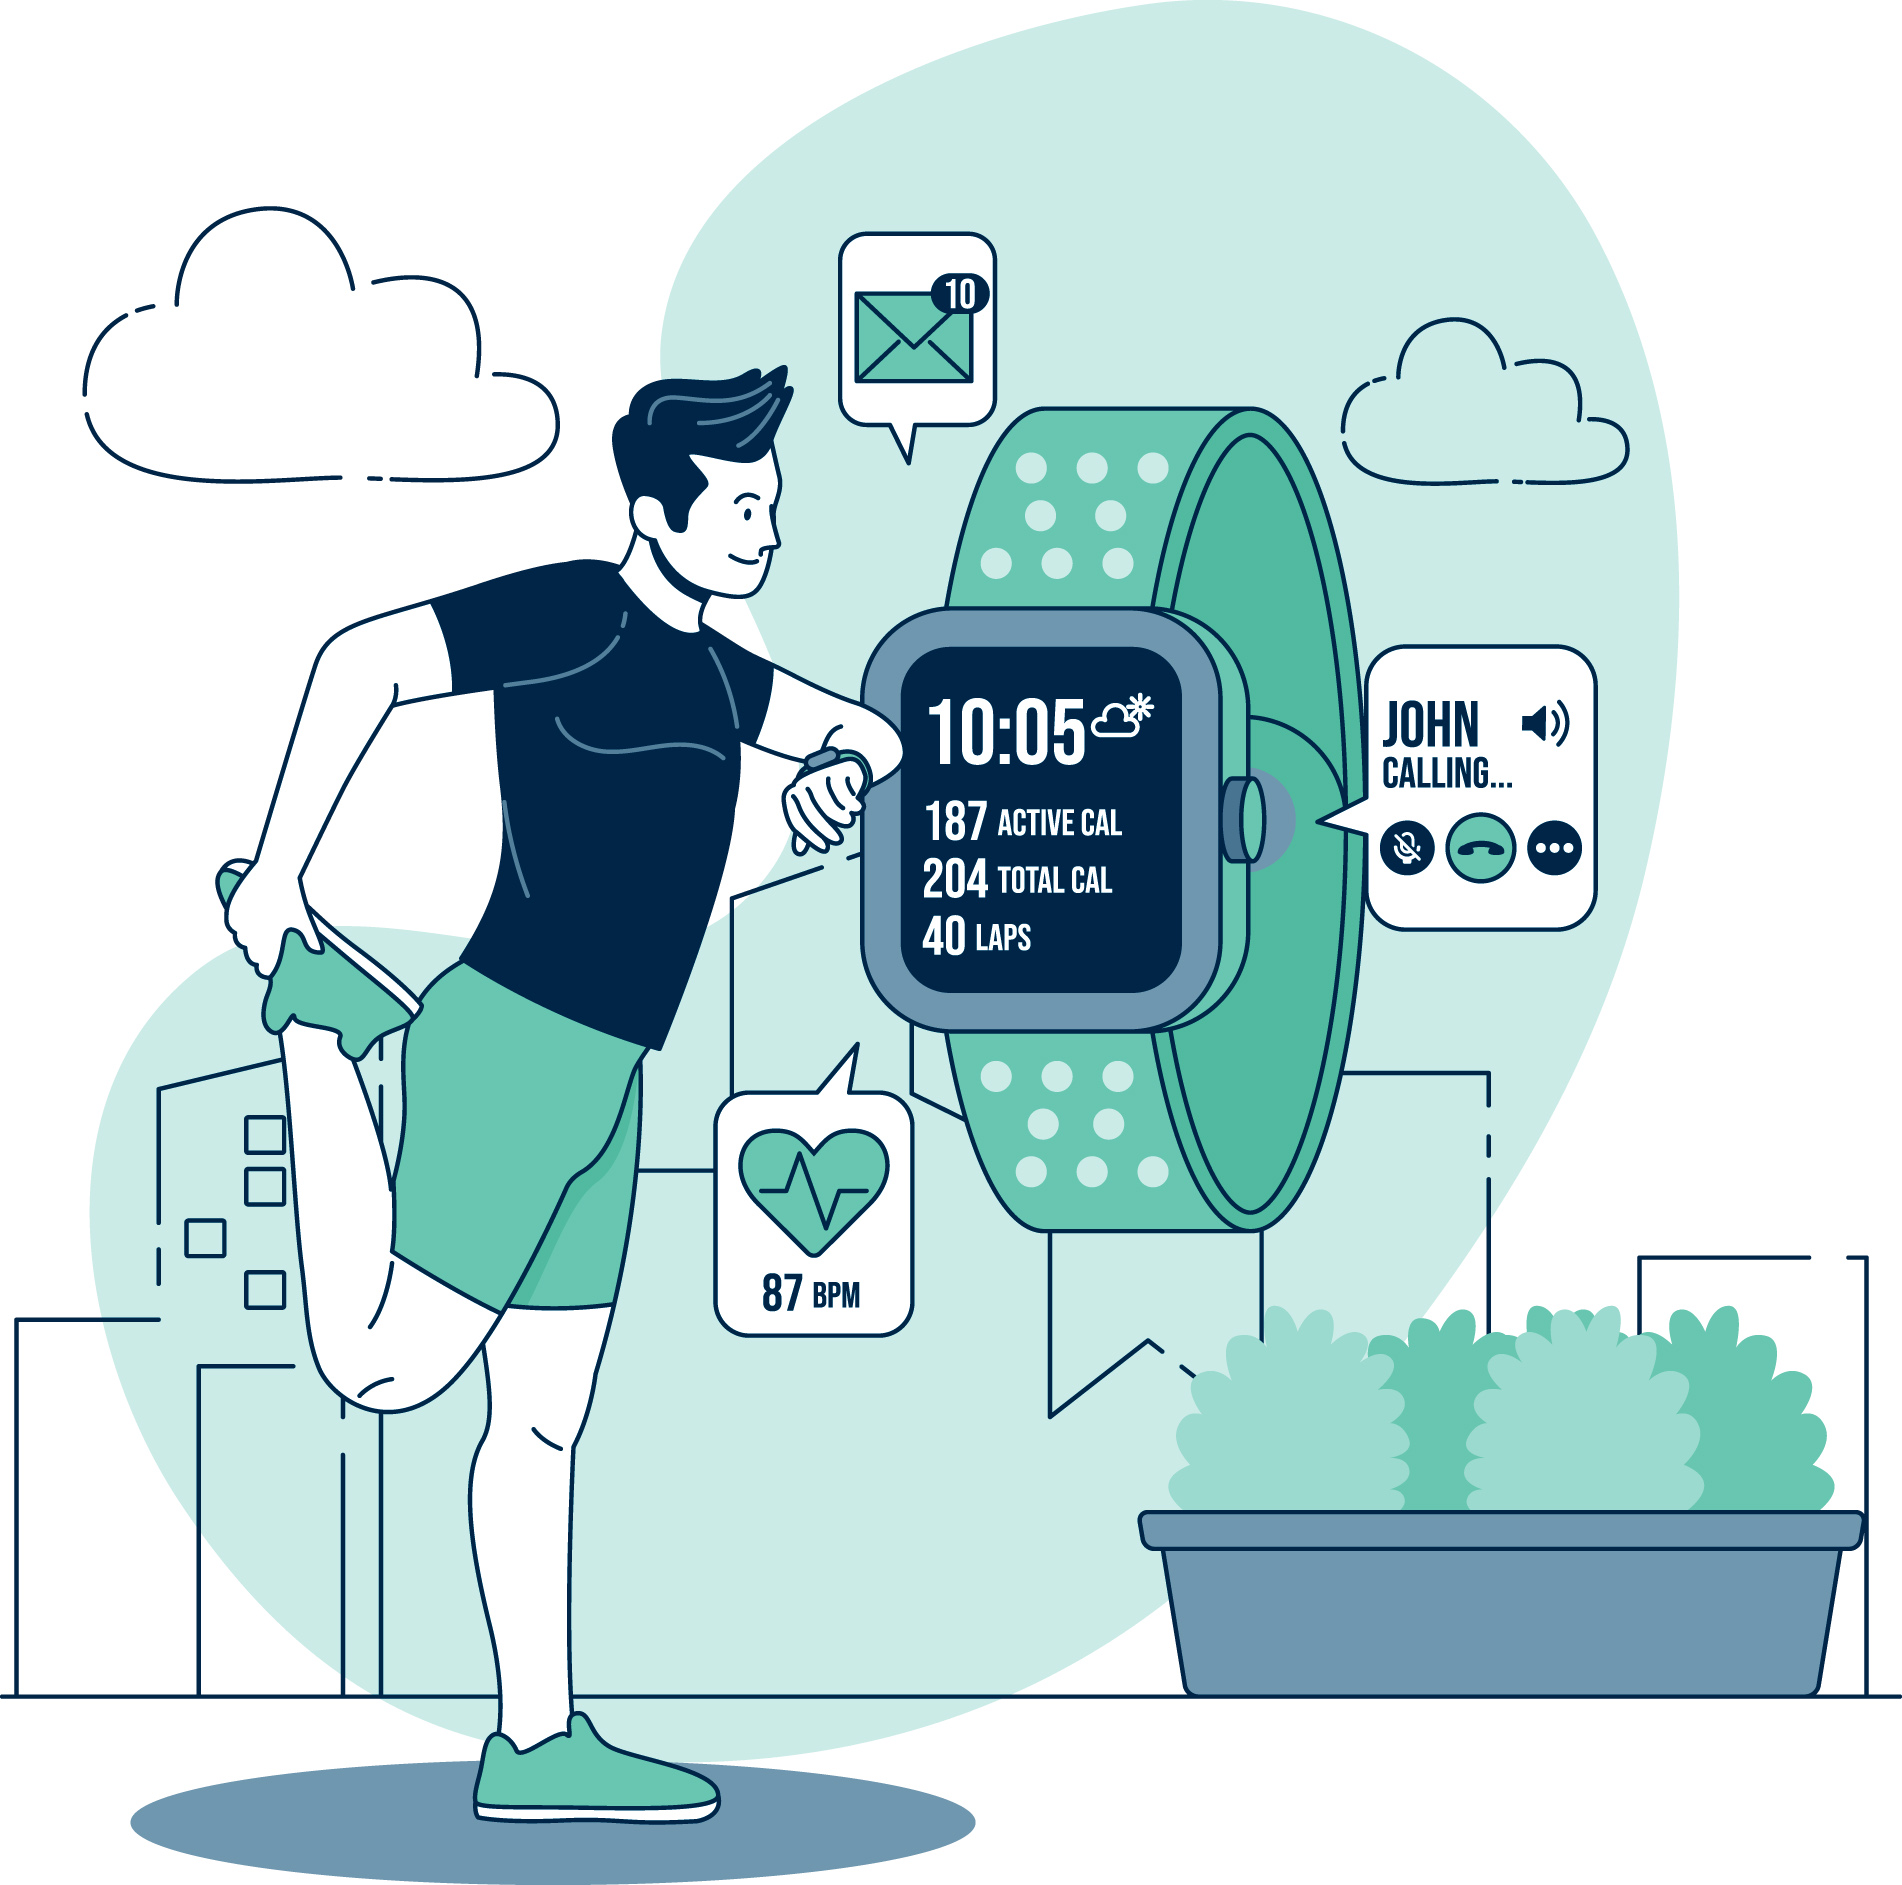 10
10:05
187 ACTIVE CAL
204 TOTAL CAL
40 LAPS
JOHN
CALLING...
87 BPM